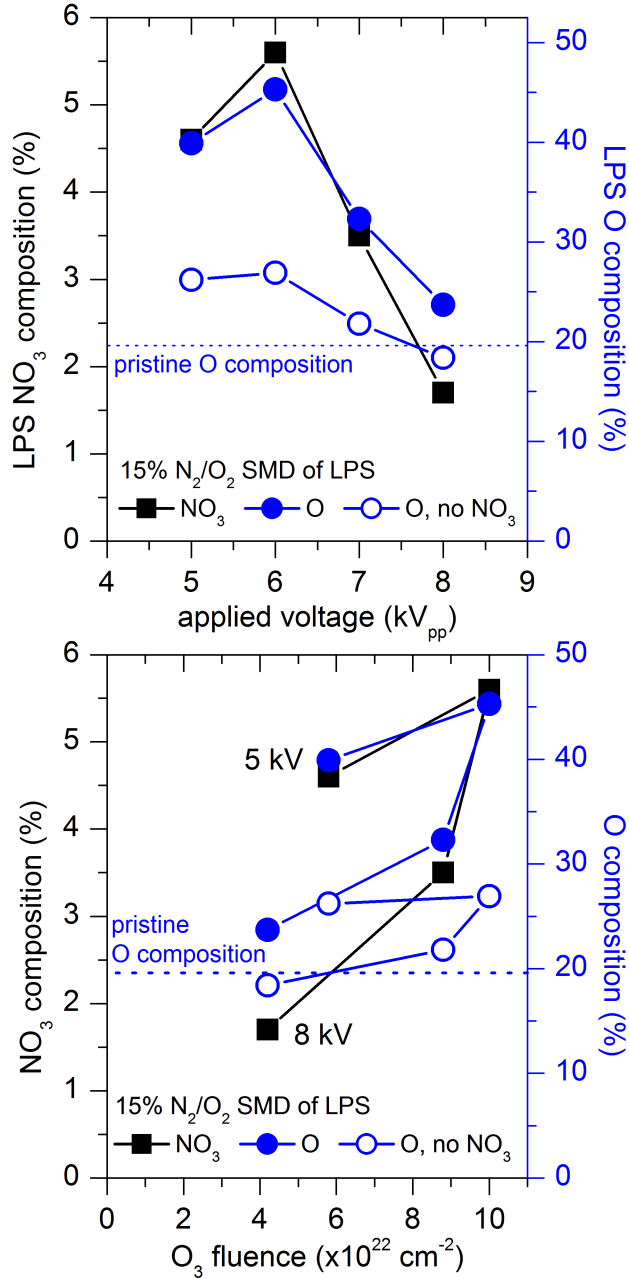 LPS NO₃ composition (%)
6
5
4
3
2
1
0
50
40
30
20
10
0
LPS O composition (%)
pristine O composition
15% N₂/O₂ SMD of LPS
NO₃ O O, no NO₃
4 5 6 7 8 9
applied voltage (kVₚₚ)
NO₃ composition (%)
6
5
4
3
2
1
0
50
40
30
20
10
0
O composition (%)
5 kV
pristine
O composition
8 kV
15% N₂/O₂ SMD of LPS
NO₃ O O, no NO₃
0 2 4 6 8 10
O₃ fluence (x10²² cm⁻²)